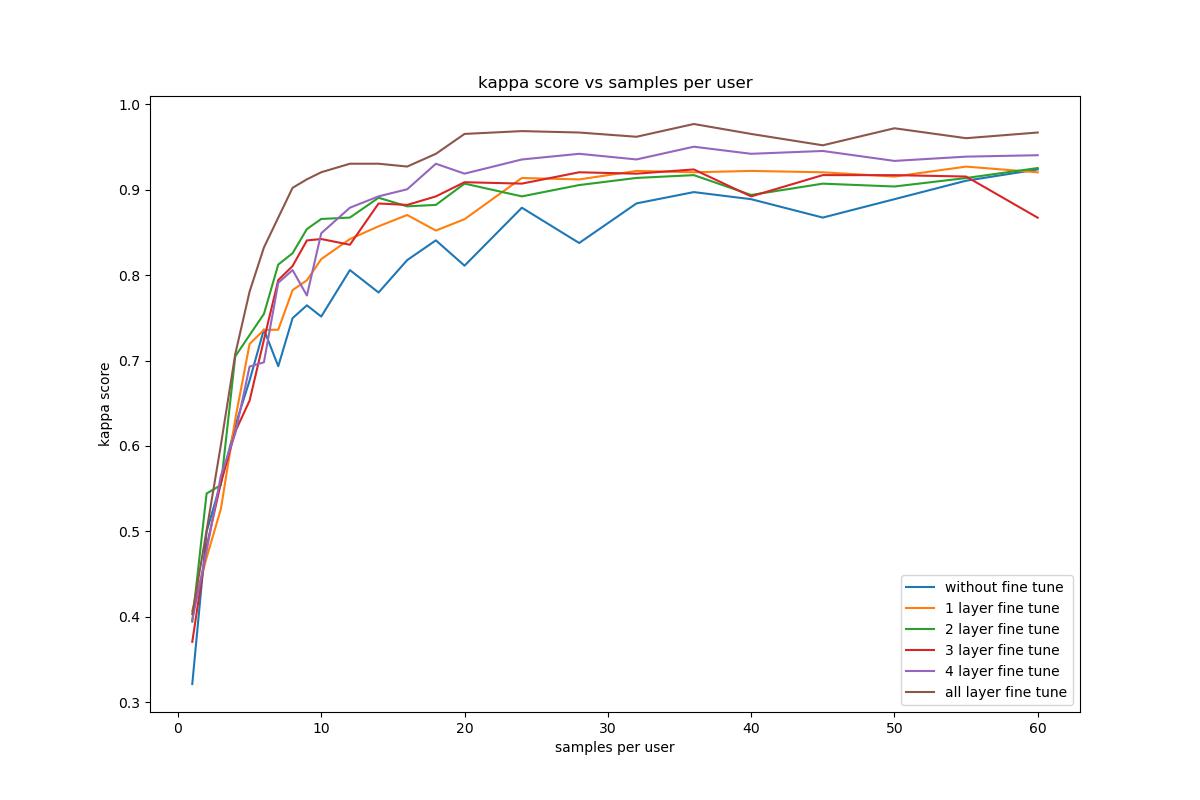 kappa score vs samples per user
1.0
0.9
0.8
0.7
0.6
0.5
0.4
0.3
kappa score
0
10
20
30
40
50
60
samples per user
without fine tune
1 layer fine tune
2 layer fine tune
3 layer fine tune
4 layer fine tune
all layer fine tune